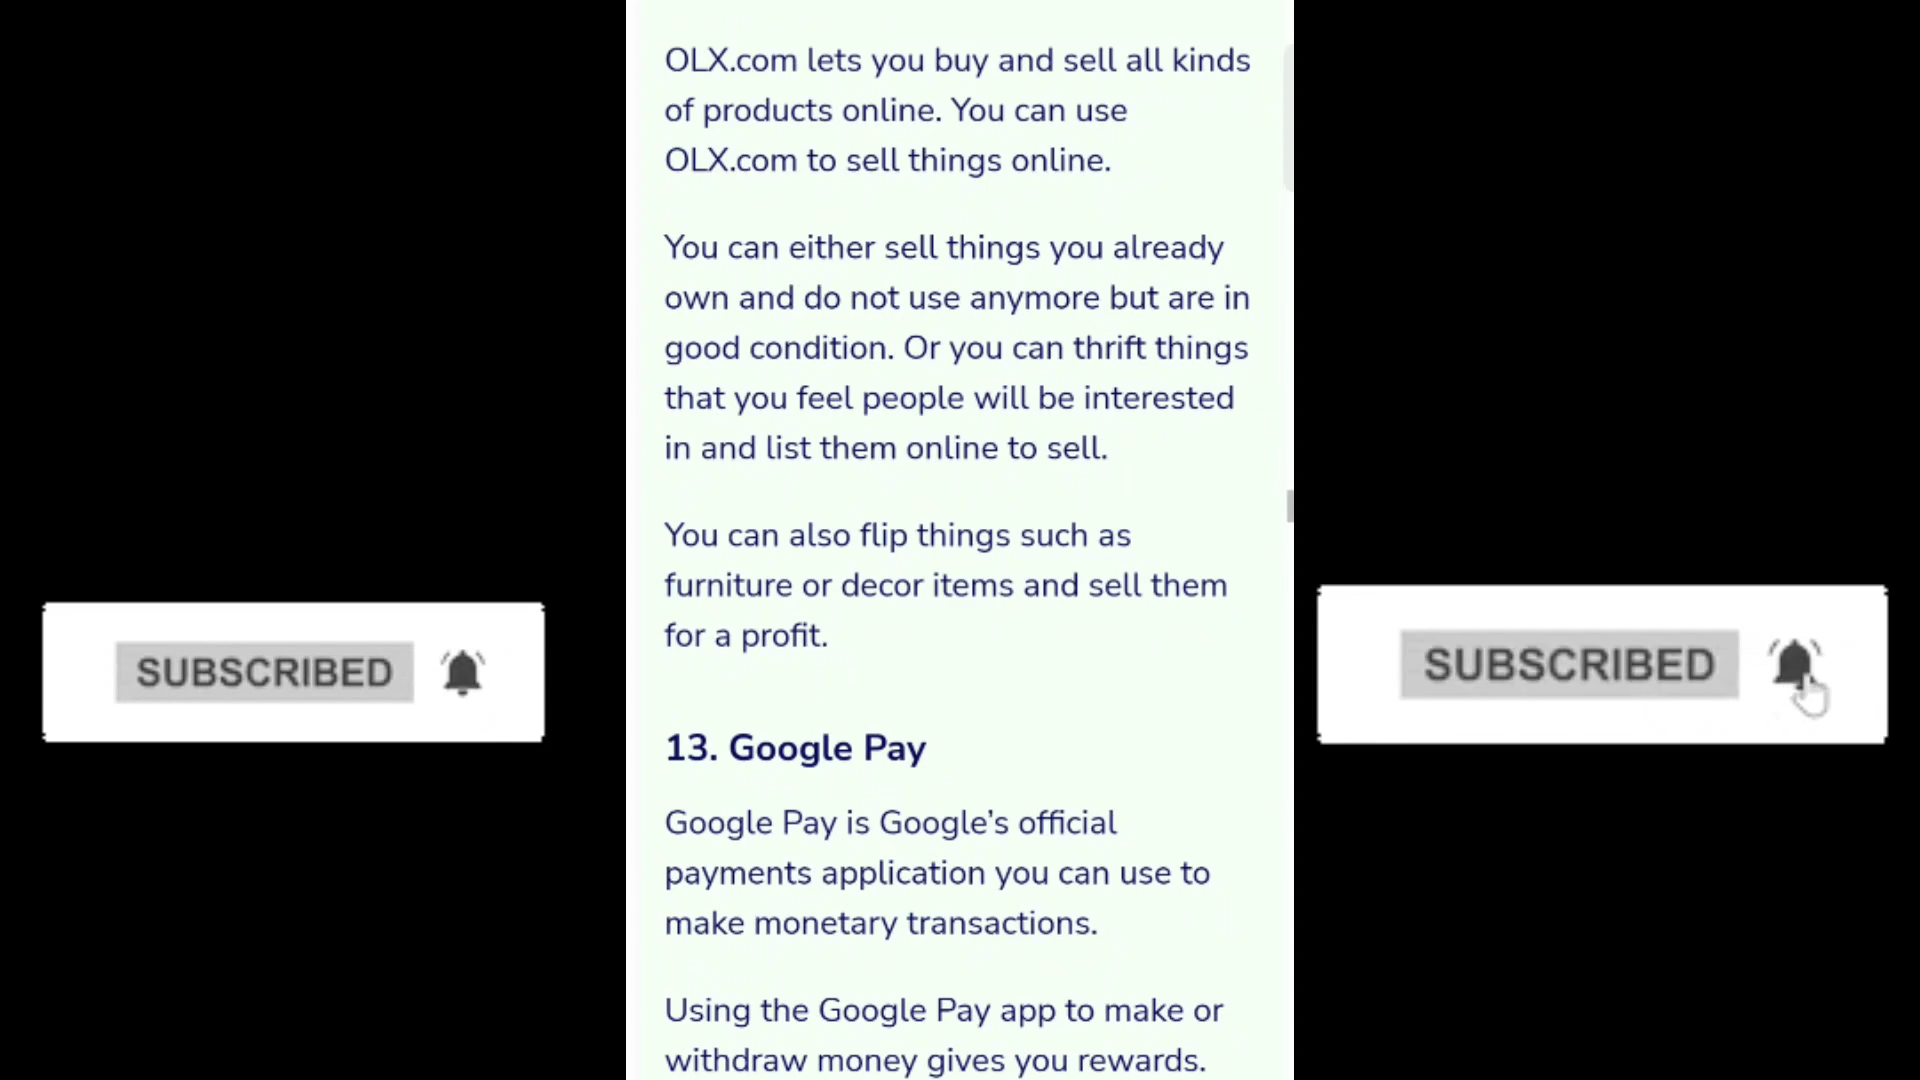 OLX.com lets you buy and sell all kinds
of products online. You can use
OLX.com to sell things online.
You can either sell things you already
own and do not use anymore but are in
good condition. Or you can thrift things
that you feel people will be interested
in and list them online to sell.
You can also flip things such as
furniture or decor items and sell them
for a profit.
SUBSCRIBED
SUBSCRIBED
13. Google Pay
Google Pay is Google’s official
payments application you can use to
make monetary transactions.
Using the Google Pay app to make or
withdraw money gives you rewards.